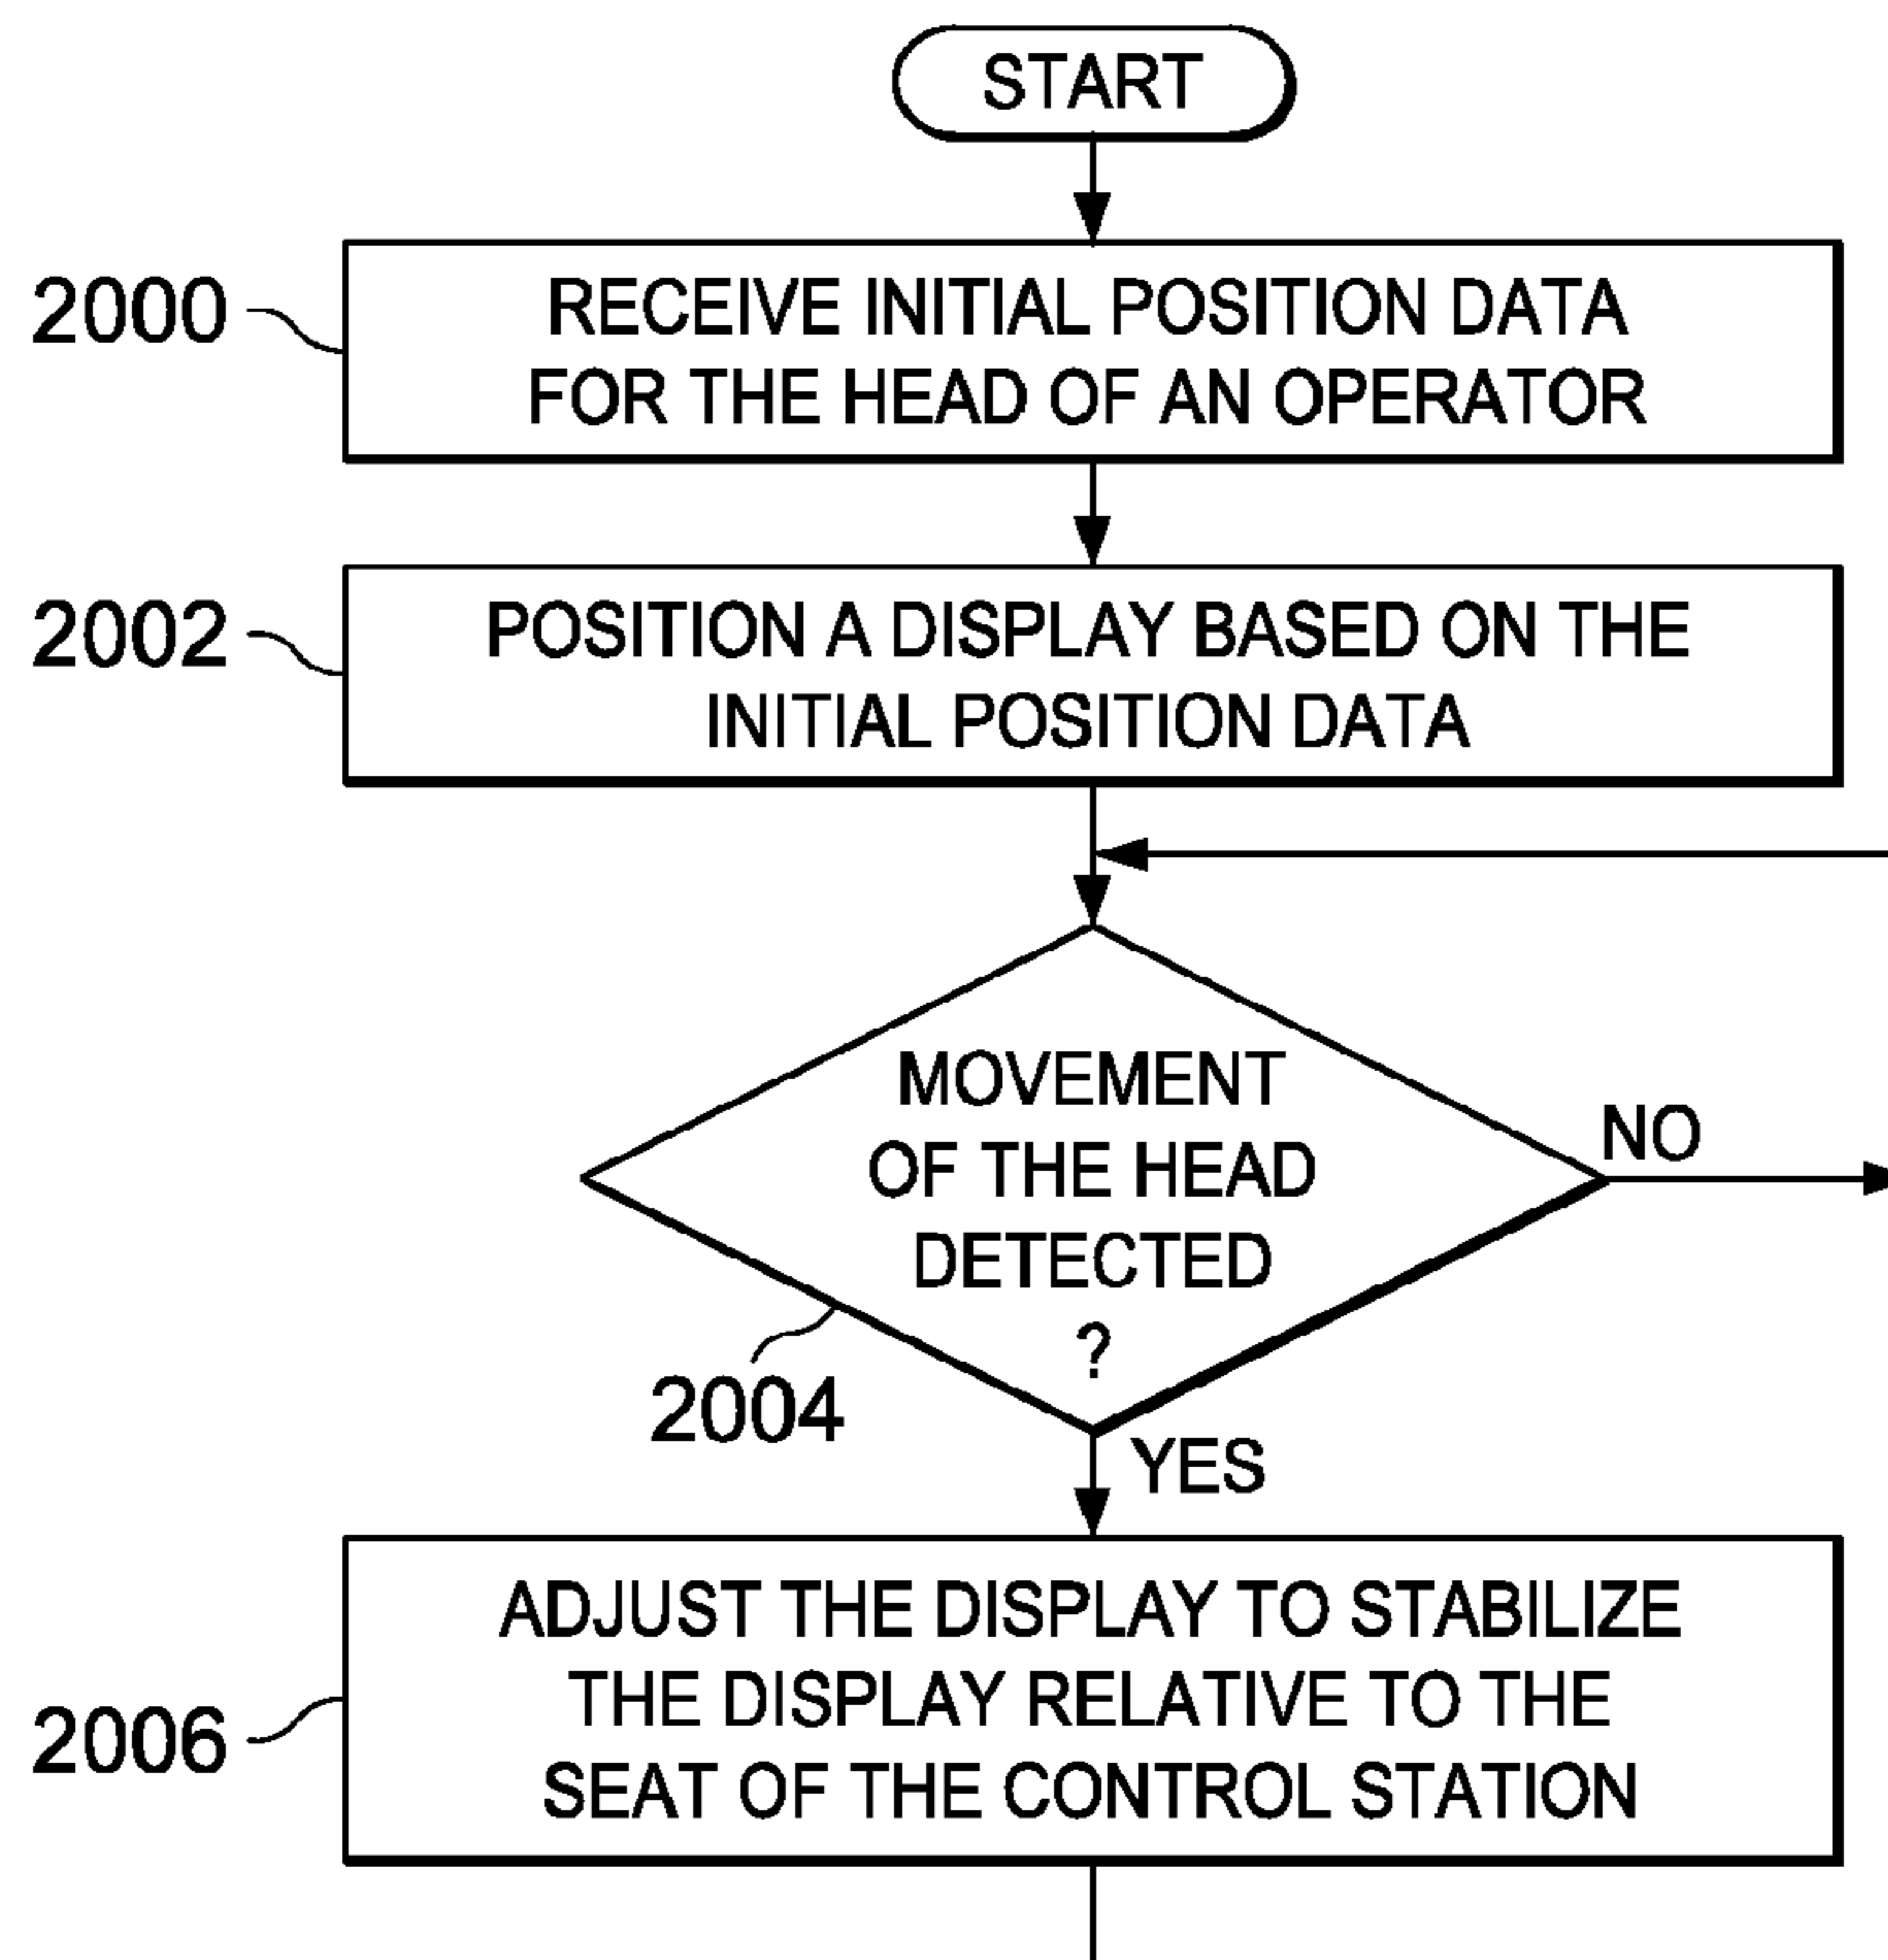 START
2000
RECEIVE INITIAL POSITION DATA
FOR THE HEAD OF AN OPERATOR
2002
POSITION A DISPLAY BASED ON THE
INITIAL POSITION DATA
MOVEMENT
OF THE HEAD
DETECTED
?
NO
2004
YES
2006
ADJUST THE DISPLAY TO STABILIZE
THE DISPLAY RELATIVE TO THE
SEAT OF THE CONTROL STATION